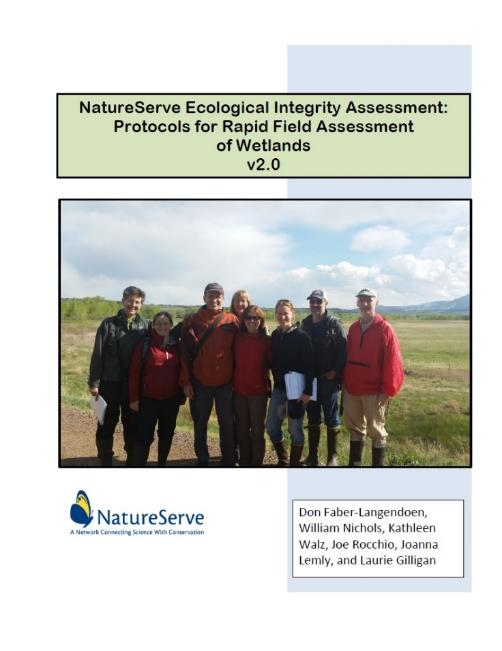 NatureServe Ecological Integrity Assessment:
Protocols for Rapid Field Assessment
of Wetlands
v2.0
NatureServe
A Network Connecting Science With Conservation
Don Faber-Langendoen,
William Nichols, Kathleen
Walz, Joe Rocchio, Joanna
Lemly, and Laurie Gilligan